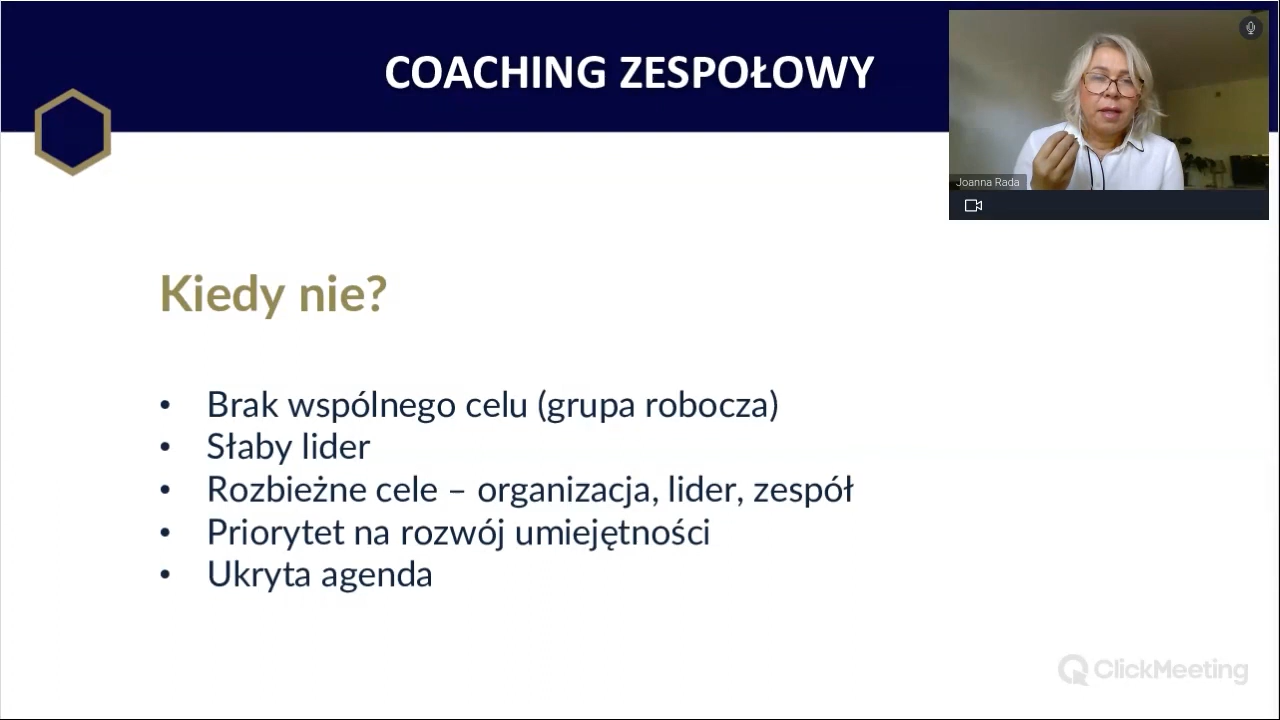 COACHING ZESPOŁOWY
Joanna Rada
Kiedy nie?
• Brak wspólnego celu (grupa robocza)
• Słaby lider
• Rozbieżne cele – organizacja, lider, zespół
• Priorytet na rozwój umiejętności
• Ukryta agenda
ClickMeeting